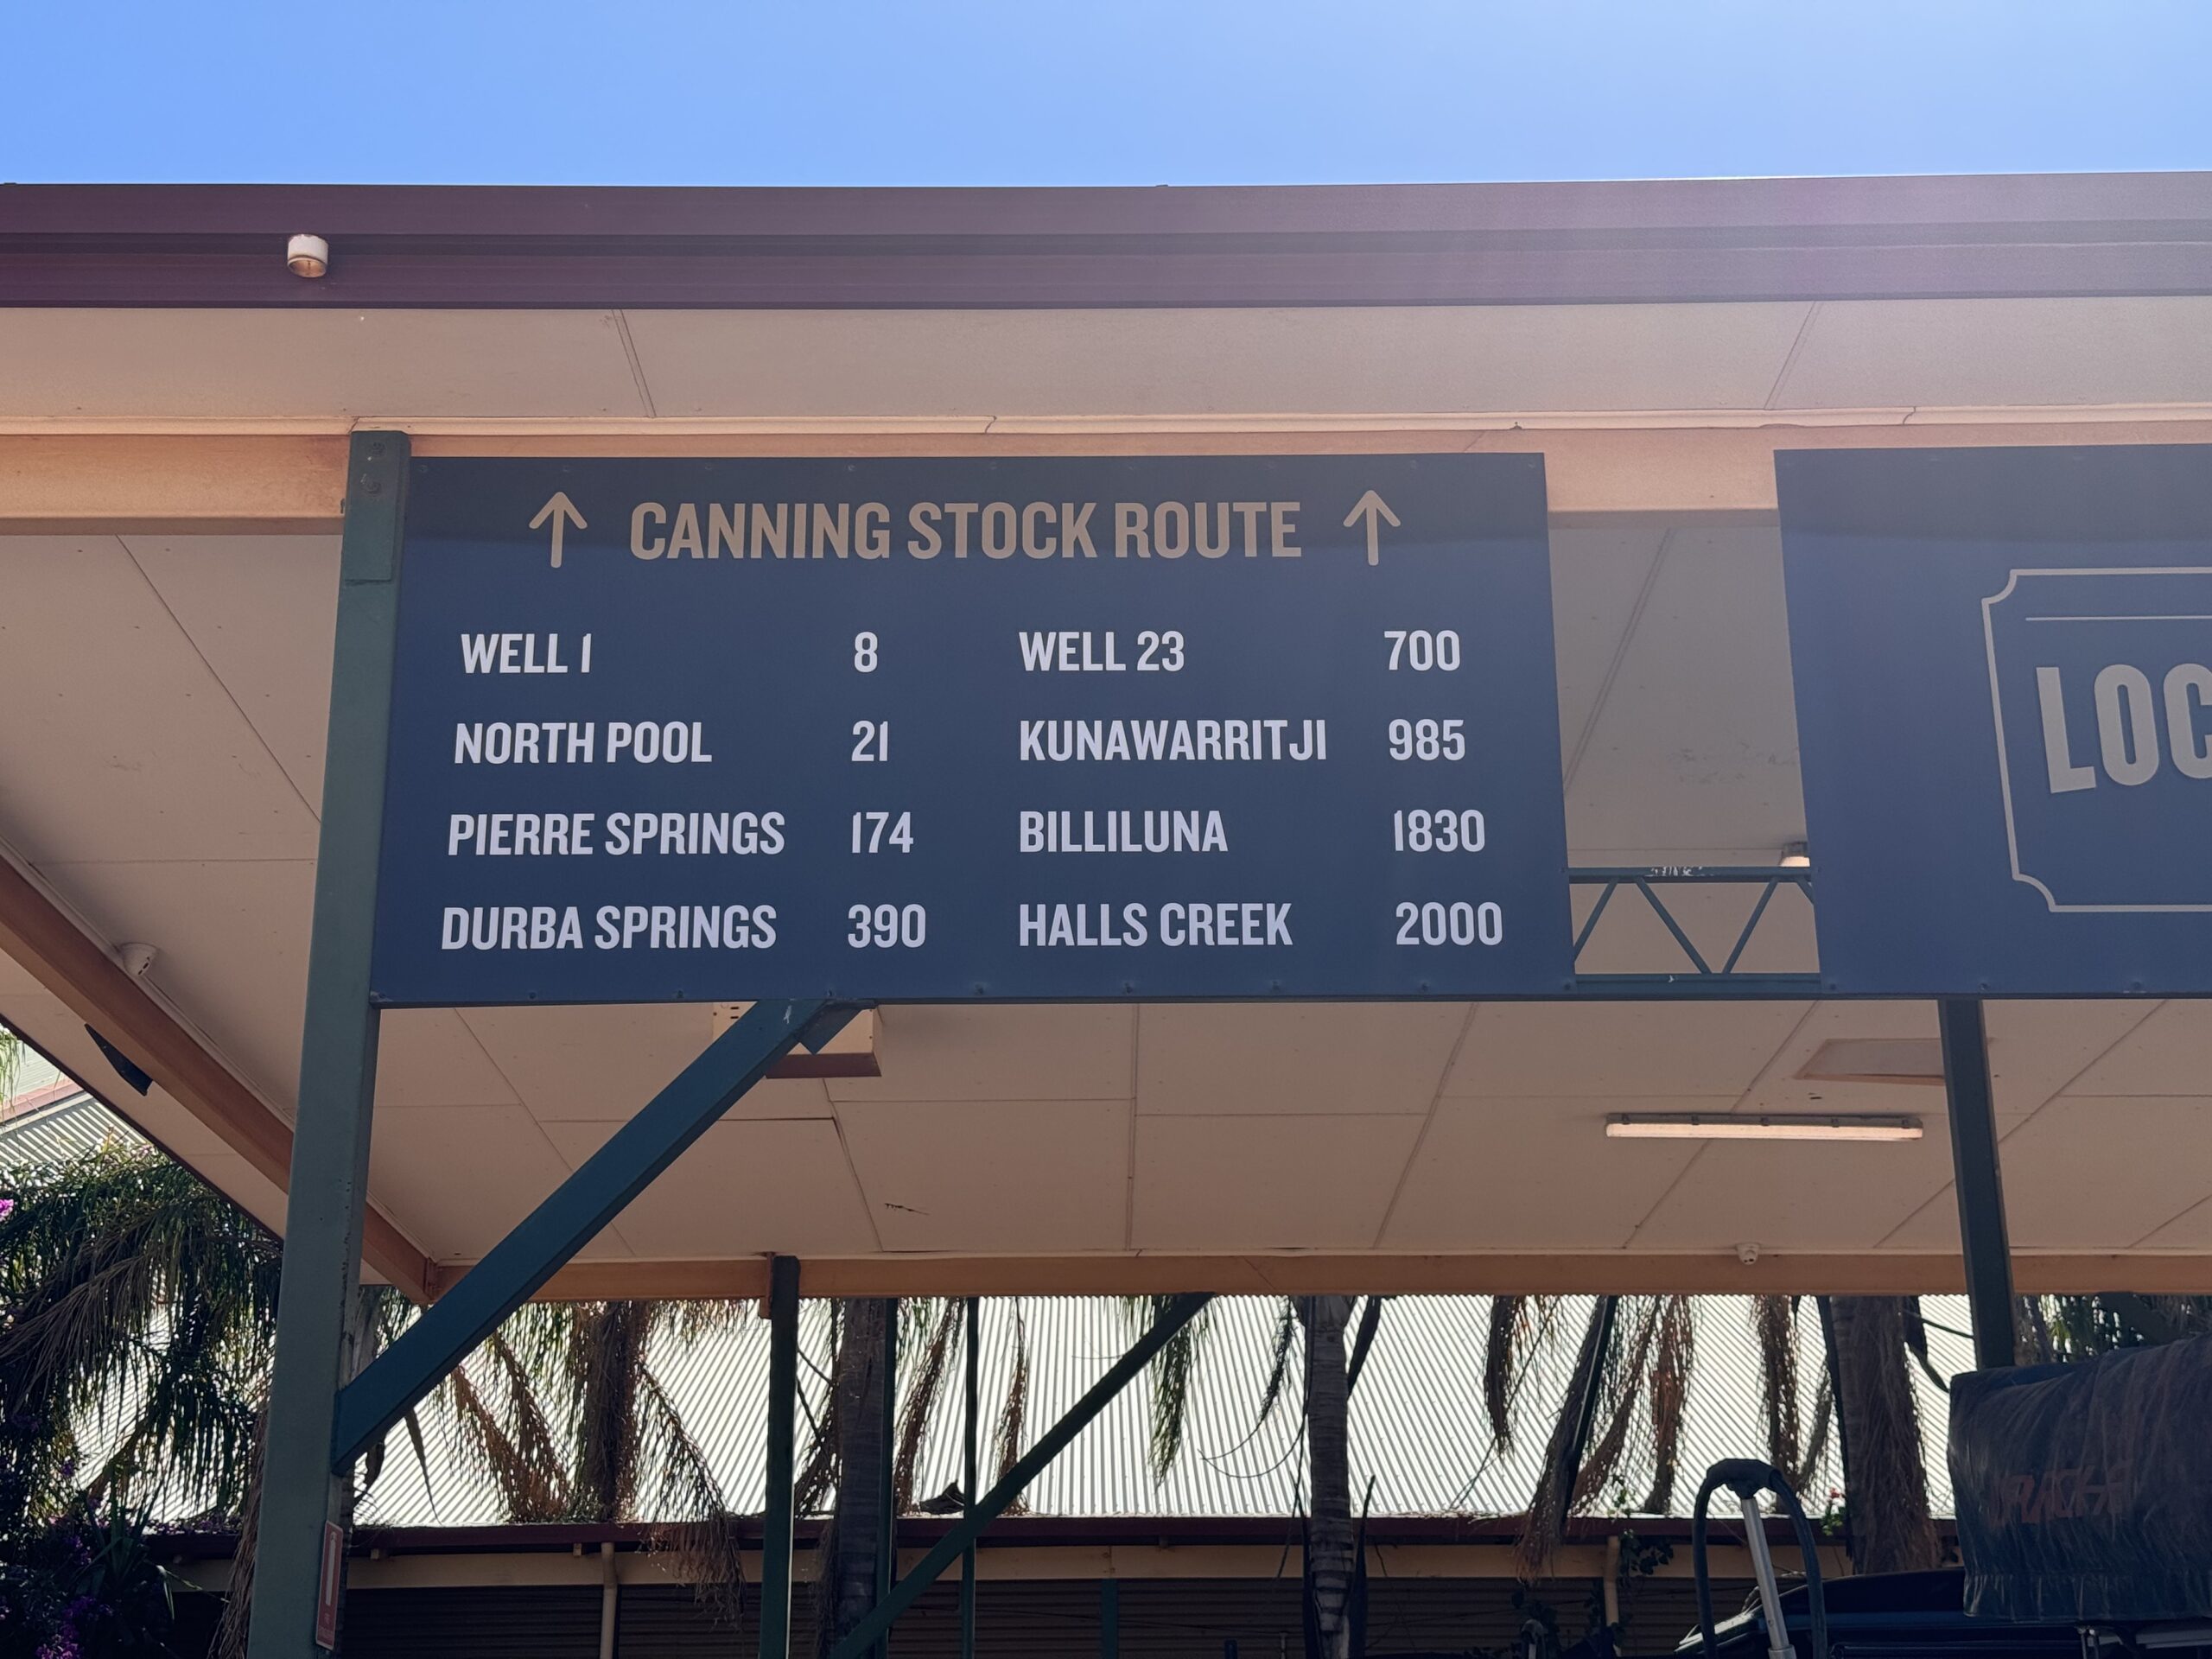 CANNING STOCK ROUTE
WELL 1 8
NORTH POOL 21
PIERRE SPRINGS 174
DURBA SPRINGS 390
WELL 23 700
KUNAWARRITJI 985
BILLILUNA 1830
HALLS CREEK 2000
LOC